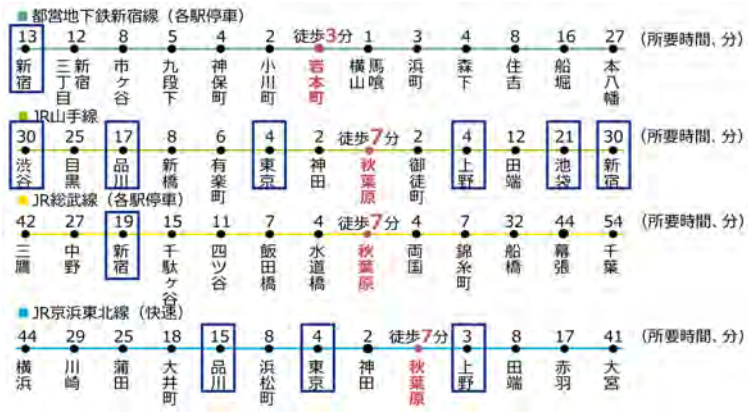 ■都営地下鉄新宿線（各駅停車）
13 12 8 5 4 2 徒歩3分 1 3 4 8 16 27 (所要時間、分)
新宿 新宿三丁目 市ケ谷 九段下 神保町 小川町 岩本町 馬喰横山 浜町 森下 住吉 船堀 本八幡
■JR山手線
30 25 17 8 6 4 2 徒歩7分 2 4 12 21 30 (所要時間、分)
渋谷 目黒 品川 新橋 有楽町 東京 神田 秋葉原 御徒町 上野 田端 池袋 新宿
■JR総武線（各駅停車）
42 27 19 15 11 7 4 徒歩7分 4 7 32 44 54 (所要時間、分)
三鷹 中野 新宿 千駄ケ谷 四ツ谷 飯田橋 水道橋 秋葉原 両国 錦糸町 船橋 幕張 千葉
■JR京浜東北線（快速）
44 29 25 18 15 8 4 2 徒歩7分 3 8 17 41 (所要時間、分)
横浜 川崎 蒲田 大井町 品川 浜松町 東京 神田 秋葉原 上野 田端 赤羽 大宮